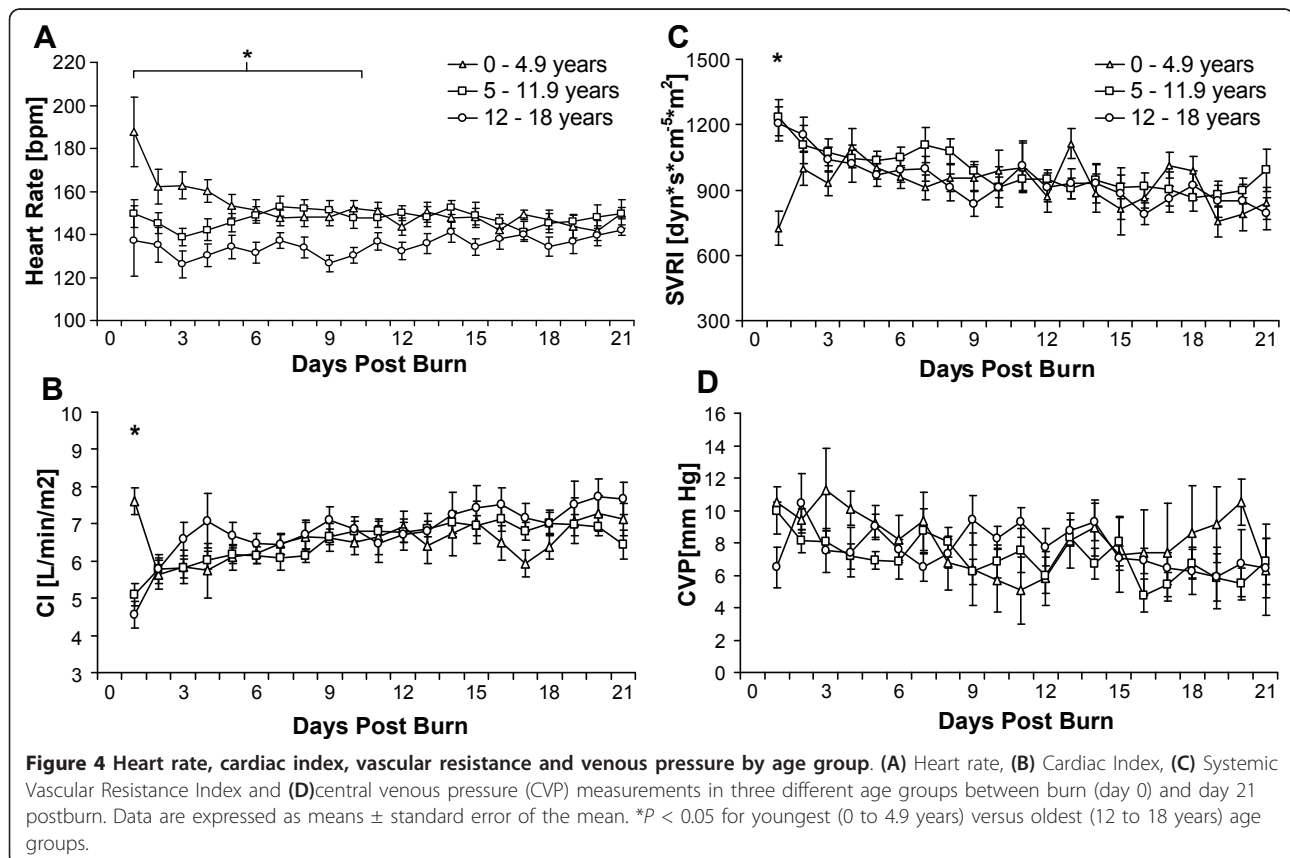 A
*
220
200
180
160
140
120
100
Heart Rate [bpm]
0 - 4.9 years
5 - 11.9 years
12 - 18 years
0 3 6 9 12 15 18 21
Days Post Burn
B
*
10
9
8
7
6
5
4
3
CI [L/min/m2]
0 3 6 9 12 15 18 21
Days Post Burn
C
*
1500
1200
900
600
300
SVRI [dyn*s*cm-5*m2]
0 - 4.9 years
5 - 11.9 years
12 - 18 years
0 3 6 9 12 15 18 21
Days Post Burn
D
16
14
12
10
8
6
4
2
0
CVP[mm Hg]
0 3 6 9 12 15 18 21
Days Post Burn
Figure 4 Heart rate, cardiac index, vascular resistance and venous pressure by age group. (A) Heart rate, (B) Cardiac Index, (C) Systemic
Vascular Resistance Index and (D)central venous pressure (CVP) measurements in three different age groups between burn (day 0) and day 21
postburn. Data are expressed as means ± standard error of the mean. *P < 0.05 for youngest (0 to 4.9 years) versus oldest (12 to 18 years) age
groups.